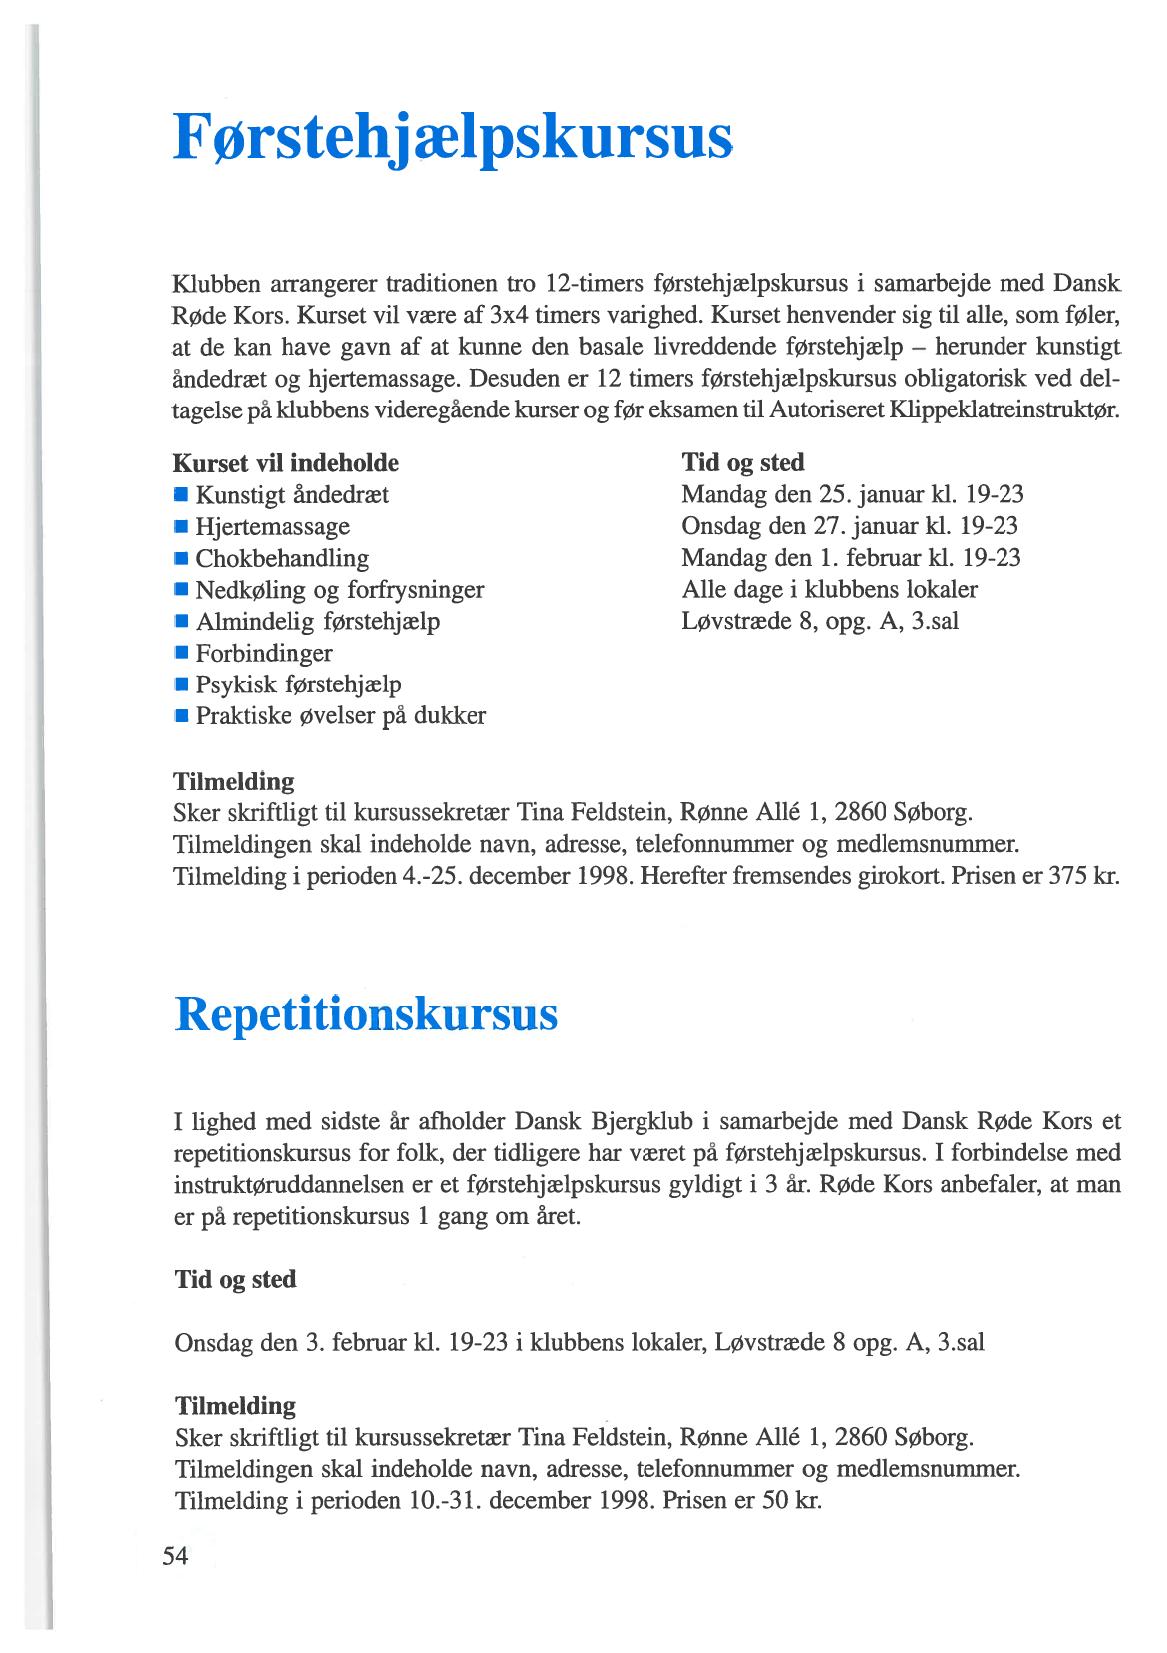 Førstehjælpskursus
Klubben arrangerer traditionen tro 12-timers førstehjælpskursus i samarbejde med Dansk
Røde Kors. Kurset vil være af 3x4 timers varighed. Kurset henvender sig til alle, som føler,
at de kan have gavn af at kunne den basale livreddende førstehjælp – herunder kunstigt
åndedræt og hjertemassage. Desuden er 12 timers førstehjælpskursus obligatorisk ved del-
tagelse på klubbens videregående kurser og før eksamen til Autoriseret Klippeklatreinstruktør.
Kurset vil indeholde
■ Kunstigt åndedræt
■ Hjertemassage
■ Chokbehandling
■ Nedkøling og forfrysninger
■ Almindelig førstehjælp
■ Forbindinger
■ Psykisk førstehjælp
■ Praktiske øvelser på dukker
Tid og sted
Mandag den 25. januar kl. 19-23
Onsdag den 27. januar kl. 19-23
Mandag den 1. februar kl. 19-23
Alle dage i klubbens lokaler
Løvstræde 8, opg. A, 3.sal
Tilmelding
Sker skriftligt til kursussekretær Tina Feldstein, Rønne Allé 1, 2860 Søborg.
Tilmeldingen skal indeholde navn, adresse, telefonnummer og medlemsnummer.
Tilmelding i perioden 4.-25. december 1998. Herefter fremsendes girokort. Prisen er 375 kr.
Repetitionskursus
I lighed med sidste år afholder Dansk Bjergklub i samarbejde med Dansk Røde Kors et
repetitionskursus for folk, der tidligere har været på førstehjælpskursus. I forbindelse med
instruktøruddannelsen er et førstehjælpskursus gyldigt i 3 år. Røde Kors anbefaler, at man
er på repetitionskursus 1 gang om året.
Tid og sted
Onsdag den 3. februar kl. 19-23 i klubbens lokaler, Løvstræde 8 opg. A, 3.sal
Tilmelding
Sker skriftligt til kursussekretær Tina Feldstein, Rønne Allé 1, 2860 Søborg.
Tilmeldingen skal indeholde navn, adresse, telefonnummer og medlemsnummer.
Tilmelding i perioden 10.-31. december 1998. Prisen er 50 kr.
54